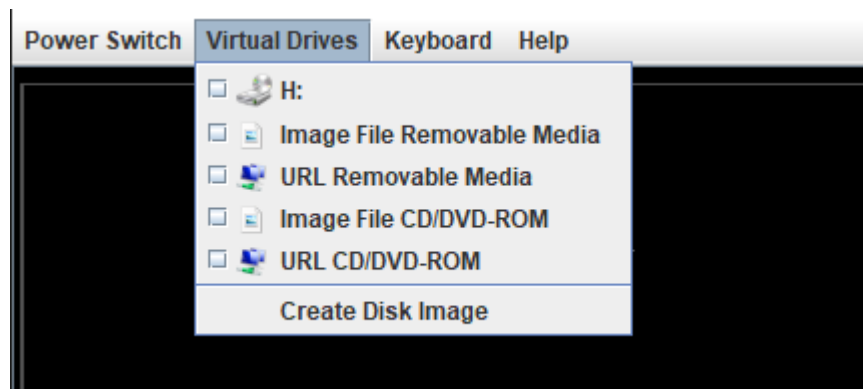 Power Switch Virtual Drives Keyboard Help
H:
Image File Removable Media
URL Removable Media
Image File CD/DVD-ROM
URL CD/DVD-ROM
Create Disk Image